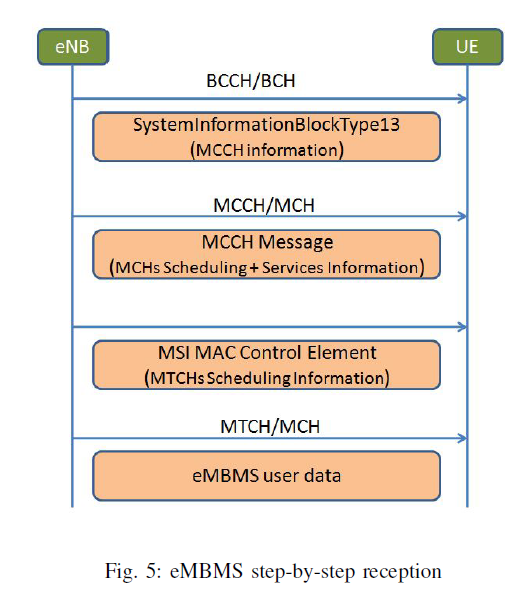 eNB
UE
BCCH/BCH
SystemInformationBlockType13
(MCCH information)
MCCH/MCH
MCCH Message
(MCHs Scheduling + Services Information)
MSI MAC Control Element
(MTCHs Scheduling Information)
MTCH/MCH
eMBMS user data
Fig. 5: eMBMS step-by-step reception